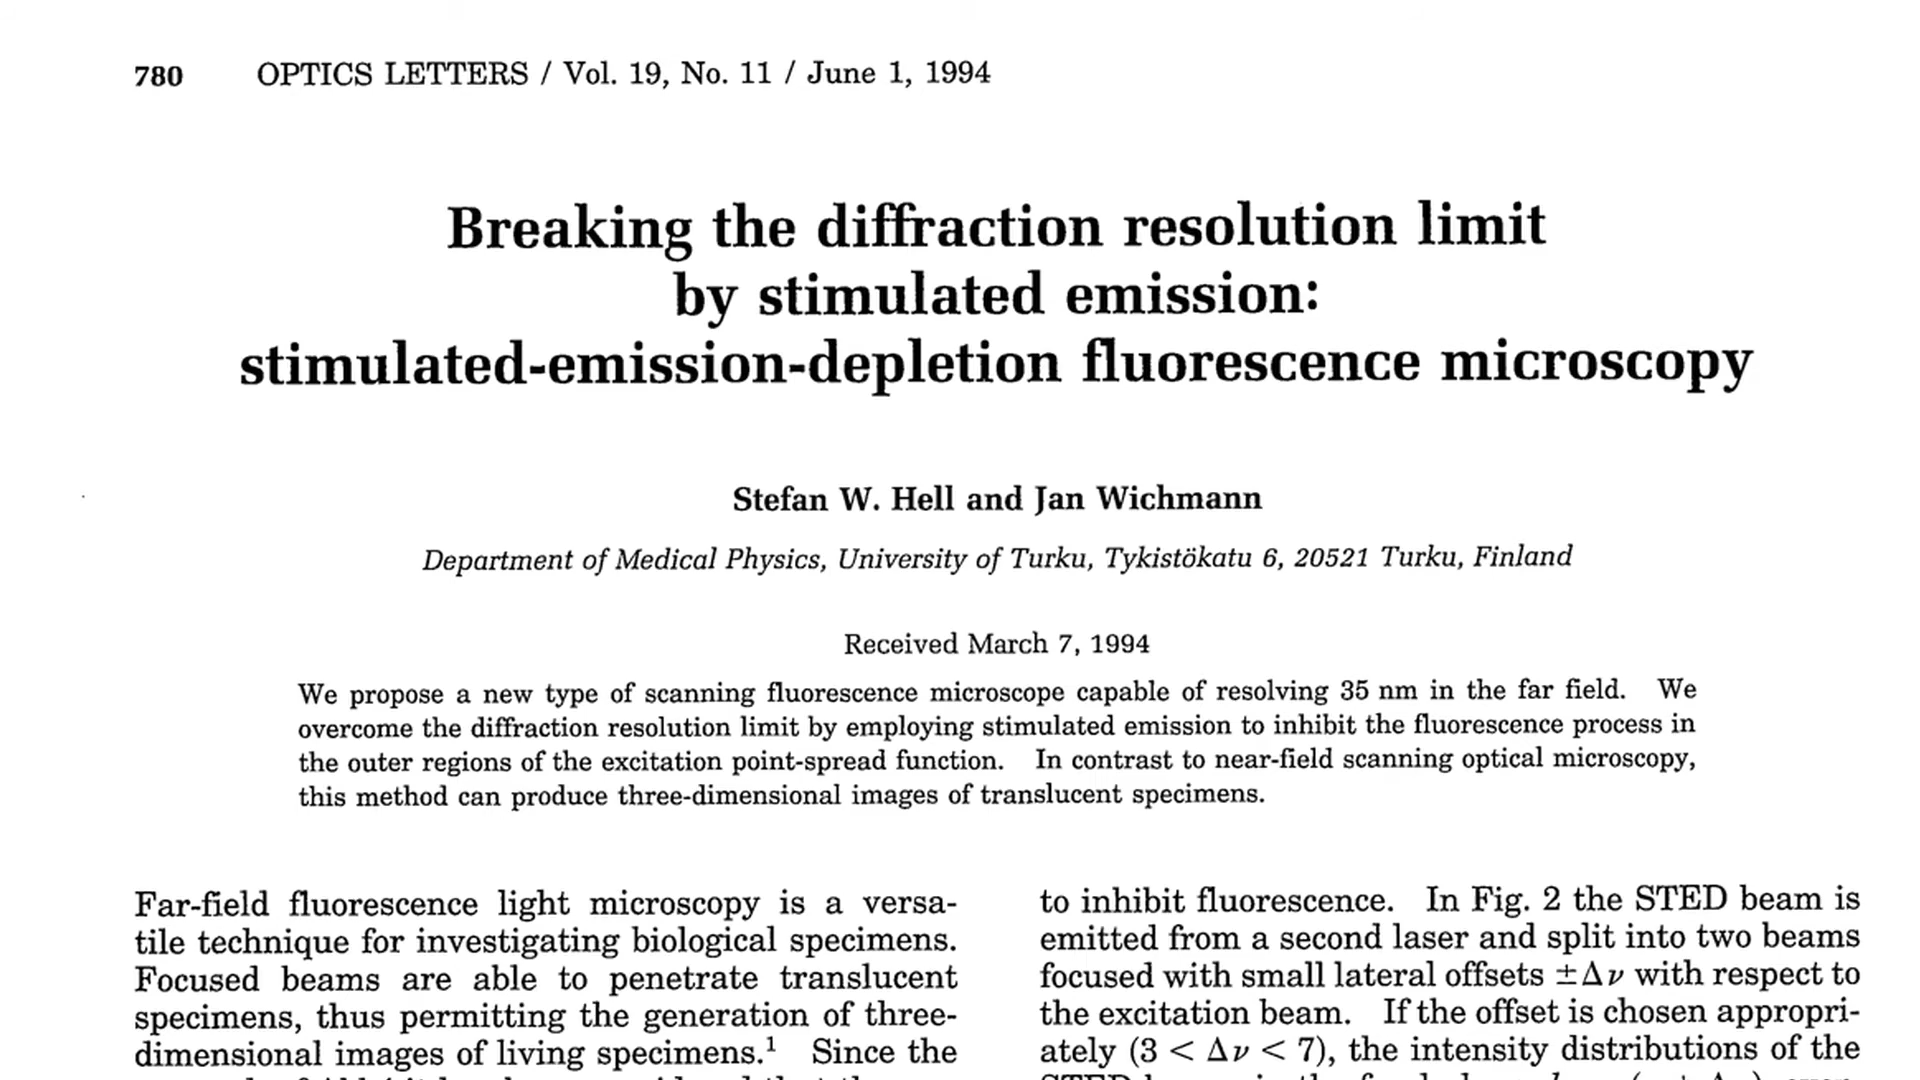 780 OPTICS LETTERS / Vol. 19, No. 11 / June 1, 1994
Breaking the diffraction resolution limit
by stimulated emission:
stimulated-emission-depletion fluorescence microscopy
Stefan W. Hell and Jan Wichmann
Department of Medical Physics, University of Turku, Tykistökatu 6, 20521 Turku, Finland
Received March 7, 1994
We propose a new type of scanning fluorescence microscope capable of resolving 35 nm in the far field. We
overcome the diffraction resolution limit by employing stimulated emission to inhibit the fluorescence process in
the outer regions of the excitation point-spread function. In contrast to near-field scanning optical microscopy,
this method can produce three-dimensional images of translucent specimens.
Far-field fluorescence light microscopy is a versa-
tile technique for investigating biological specimens.
Focused beams are able to penetrate translucent
specimens, thus permitting the generation of three-
dimensional images of living specimens.¹ Since the
to inhibit fluorescence. In Fig. 2 the STED beam is
emitted from a second laser and split into two beams
focused with small lateral offsets ±Δν with respect to
the excitation beam. If the offset is chosen appropri-
ately (3 < Δν < 7), the intensity distributions of the